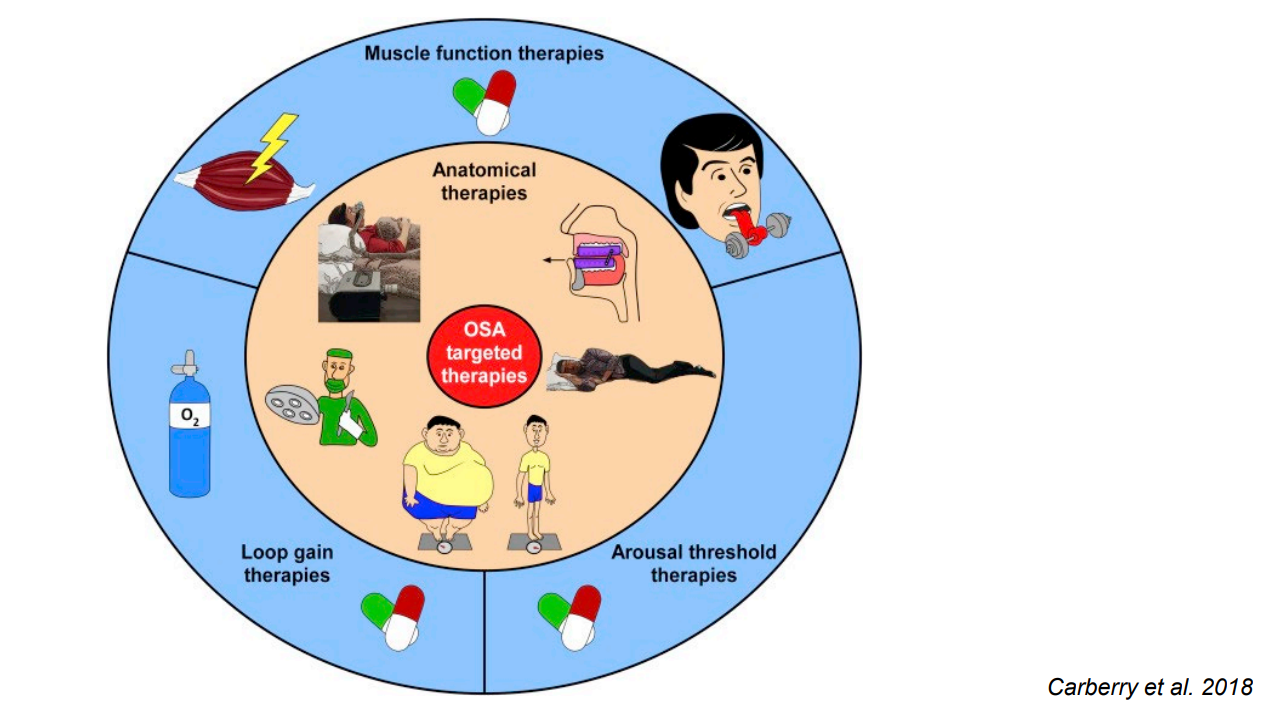 Muscle function therapies
Anatomical
therapies
OSA
targeted
therapies
O2
Loop gain
therapies
Arousal threshold
therapies
Carberry et al. 2018